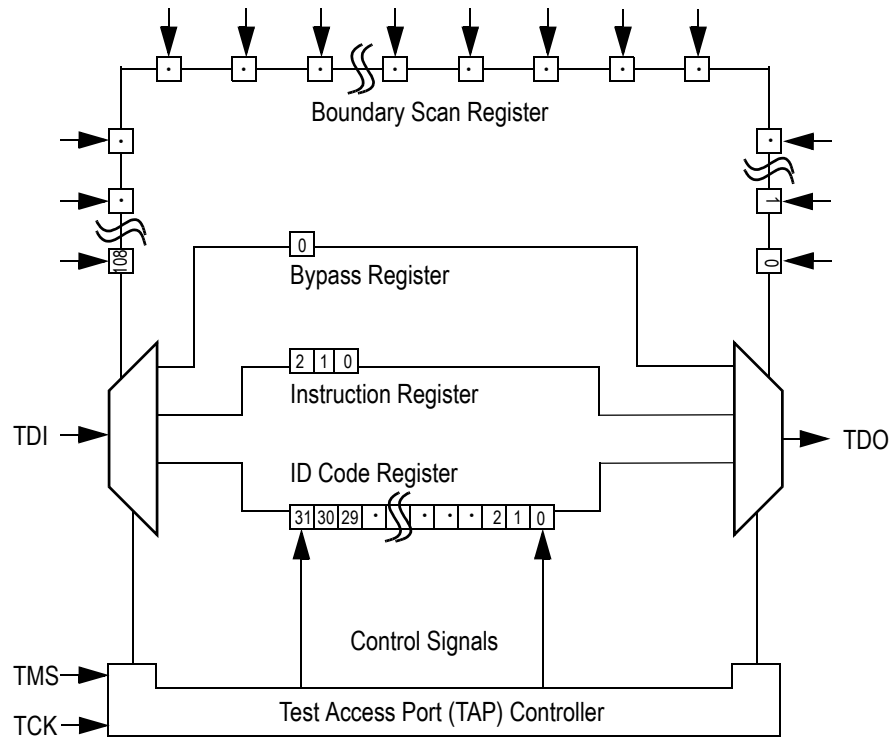 Boundary Scan Register
108
1
0
0
Bypass Register
2 1 0
Instruction Register
TDI
TDO
ID Code Register
31 30 29 · · · · 2 1 0
Control Signals
TMS
Test Access Port (TAP) Controller
TCK